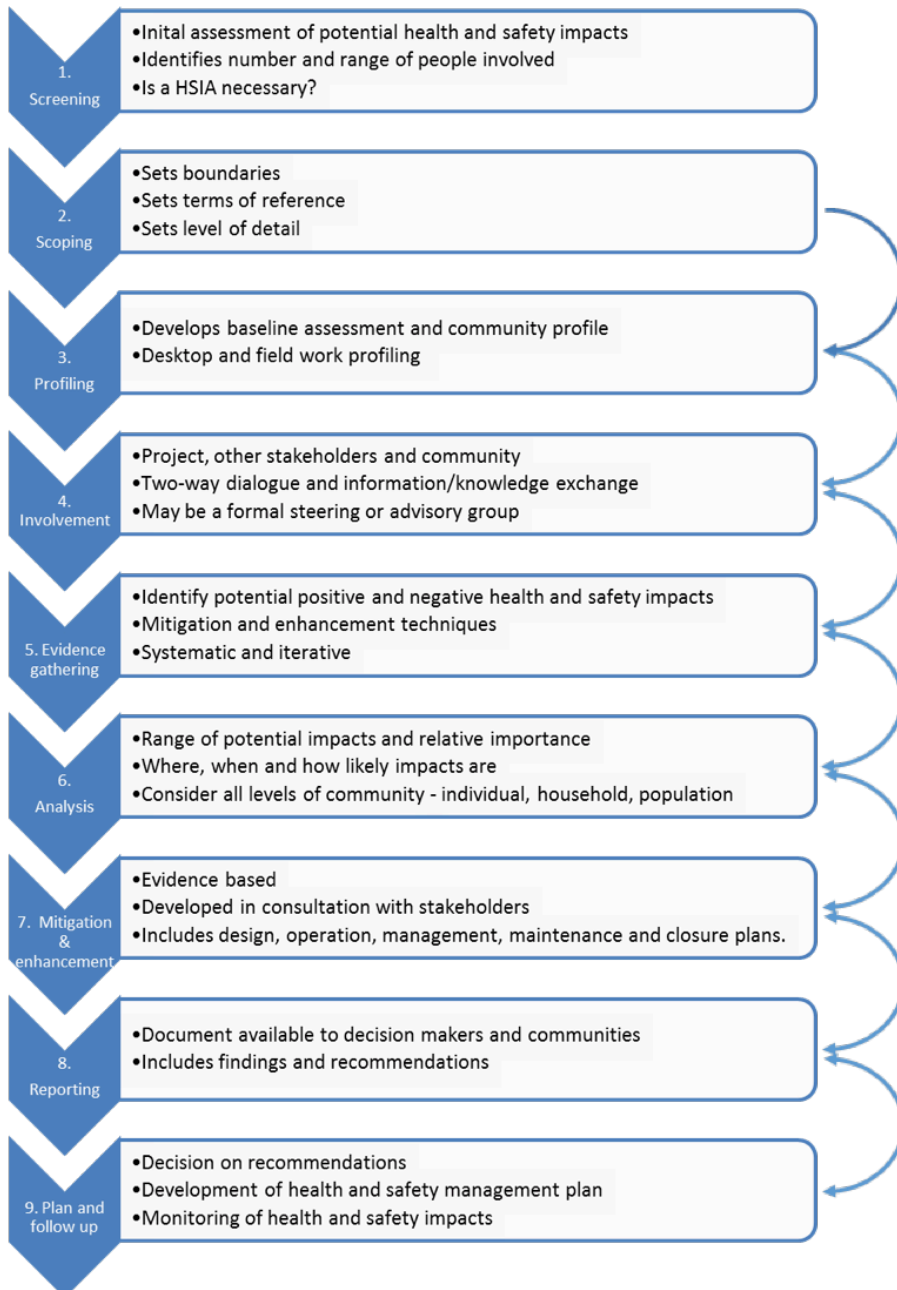 1.
Screening
•Inital assessment of potential health and safety impacts
•Identifies number and range of people involved
•Is a HSIA necessary?
2.
Scoping
•Sets boundaries
•Sets terms of reference
•Sets level of detail
3.
Profiling
•Develops baseline assessment and community profile
•Desktop and field work profiling
4.
Involvement
•Project, other stakeholders and community
•Two-way dialogue and information/knowledge exchange
•May be a formal steering or advisory group
5. Evidence
gathering
•Identify potential positive and negative health and safety impacts
•Mitigation and enhancement techniques
•Systematic and iterative
6.
Analysis
•Range of potential impacts and relative importance
•Where, when and how likely impacts are
•Consider all levels of community - individual, household, population
7. Mitigation
&
enhancement
•Evidence based
•Developed in consultation with stakeholders
•Includes design, operation, management, maintenance and closure plans.
8.
Reporting
•Document available to decision makers and communities
•Includes findings and recommendations
9. Plan and
follow up
•Decision on recommendations
•Development of health and safety management plan
•Monitoring of health and safety impacts